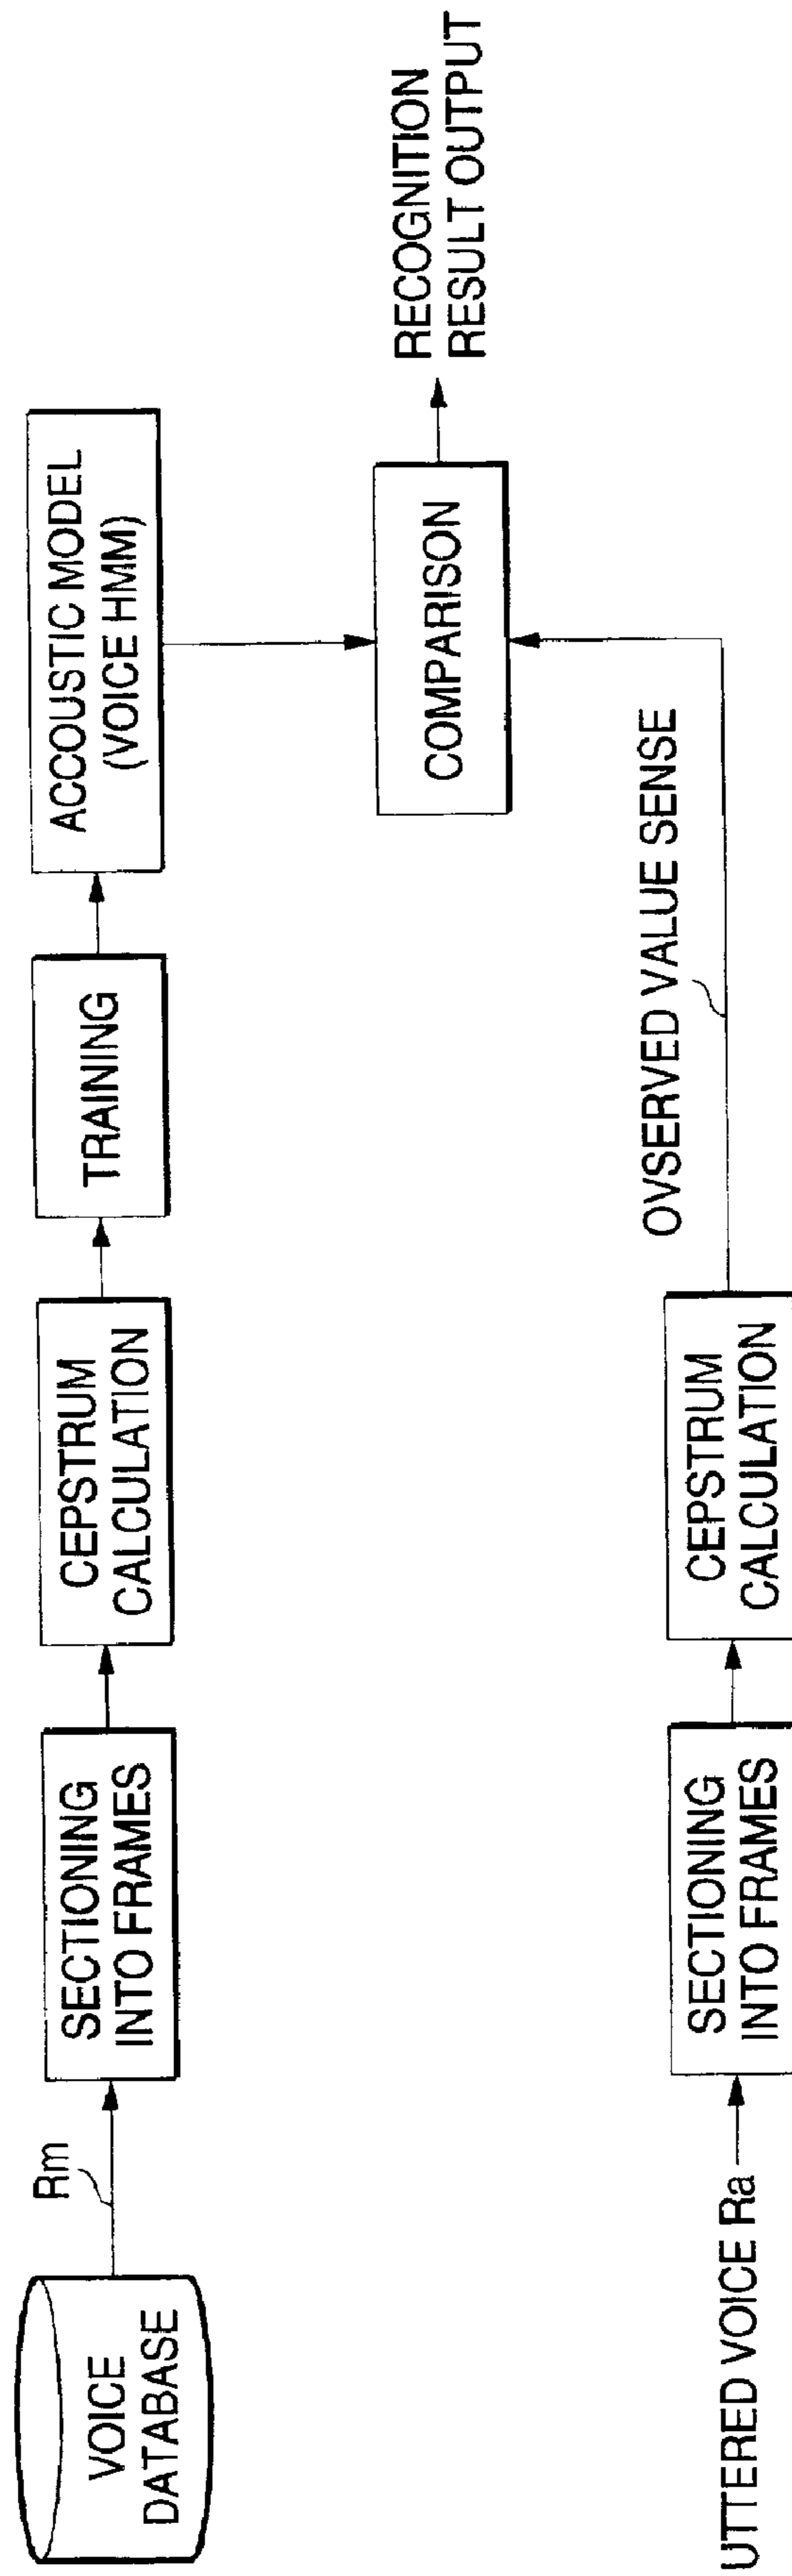 VOICE
DATABASE
Rm
SECTIONING
INTO FRAMES
CEPSTRUM
CALCULATION
TRAINING
ACCOUSTIC MODEL
(VOICE HMM)
COMPARISON
RECOGNITION
RESULT OUTPUT
UTTERED VOICE Ra
SECTIONING
INTO FRAMES
CEPSTRUM
CALCULATION
OVSERVED VALUE SENSE